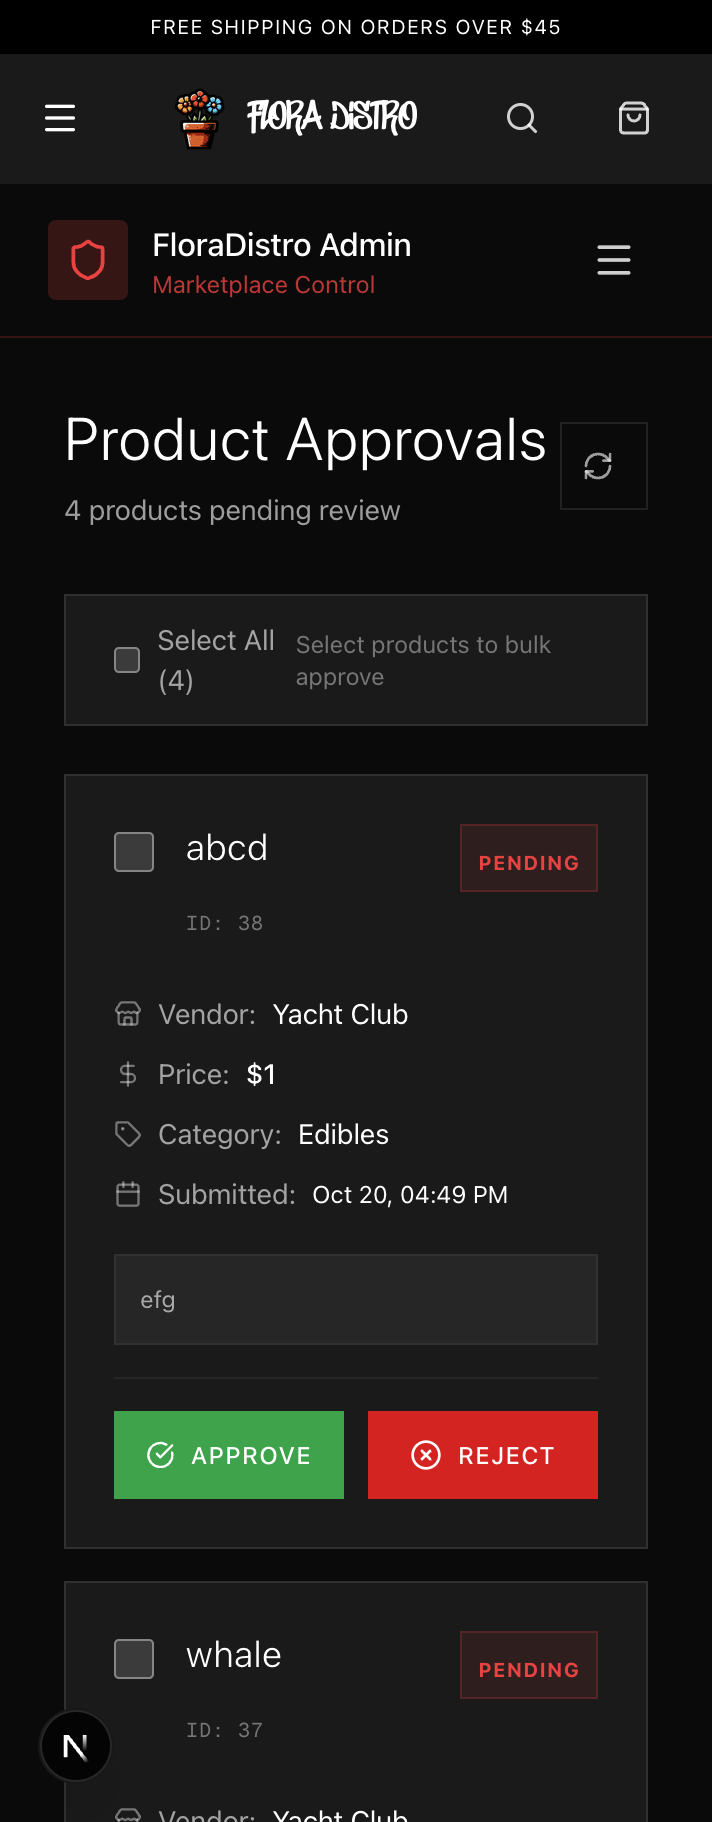 FREE SHIPPING ON ORDERS OVER $45
FLORA DISTRO
FloraDistro Admin
Marketplace Control
Product Approvals
4 products pending review
Select All
(4)
Select products to bulk
approve
abcd
PENDING
ID: 38
Vendor: Yacht Club
Price: $1
Category: Edibles
Submitted: Oct 20, 04:49 PM
efg
APPROVE
REJECT
whale
PENDING
ID: 37
N
Vendor: Yacht Club